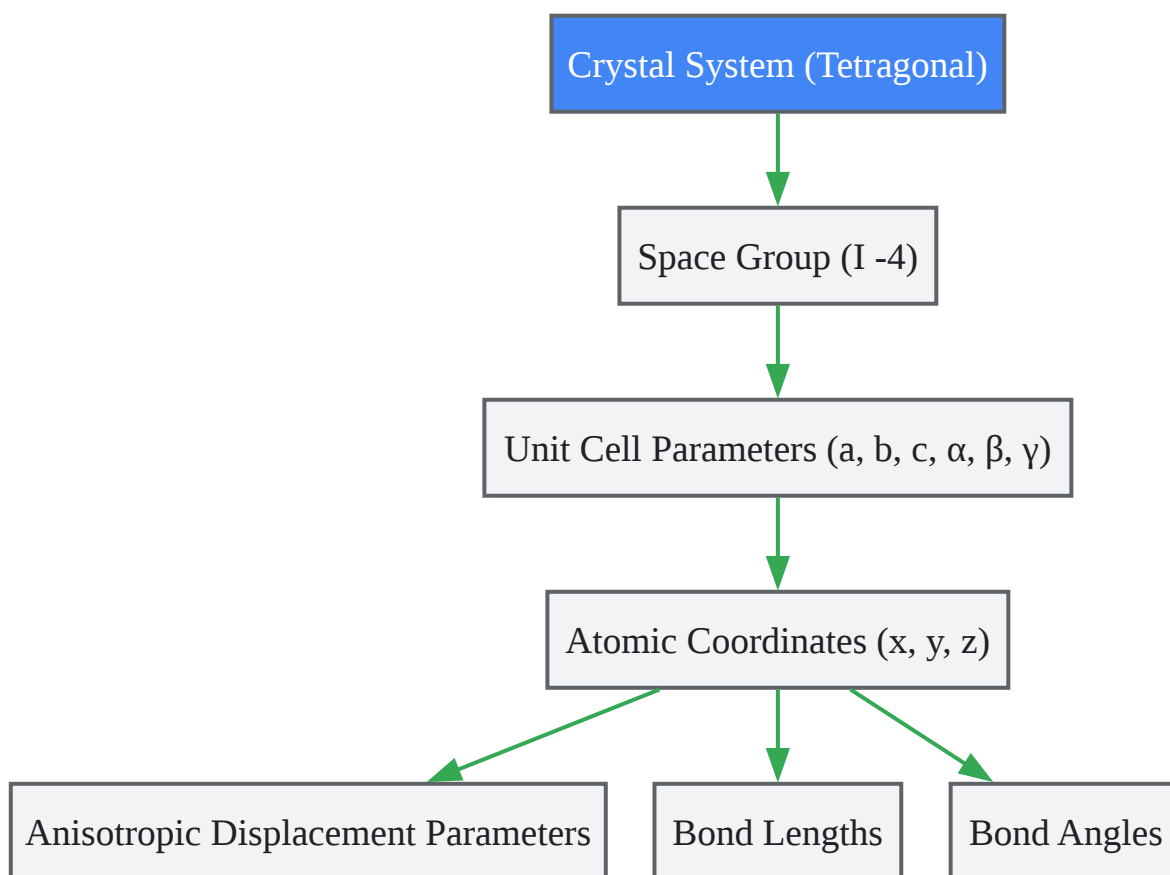 Crystal System (Tetragonal)
Space Group (I -4)
Unit Cell Parameters (a, b, c, α, β, γ)
Atomic Coordinates (x, y, z)
Anisotropic Displacement Parameters
Bond Lengths
Bond Angles